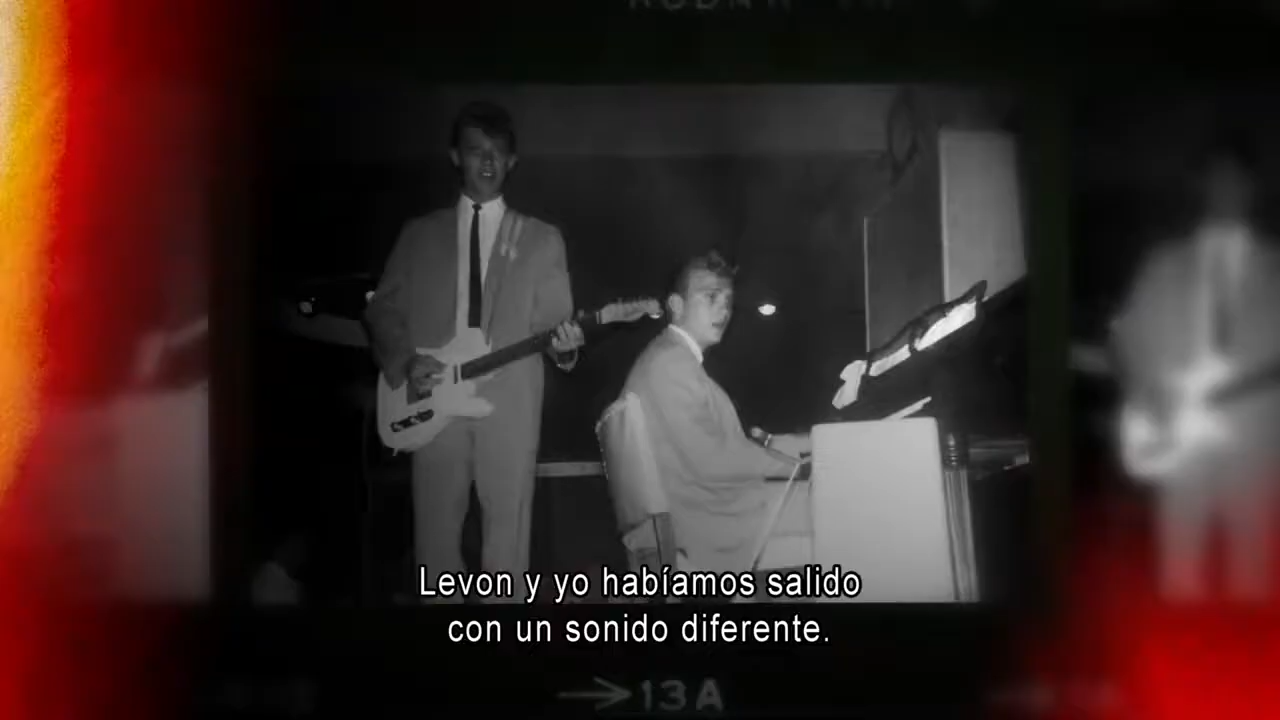 Levon y yo habíamos salido
con un sonido diferente.
→13A